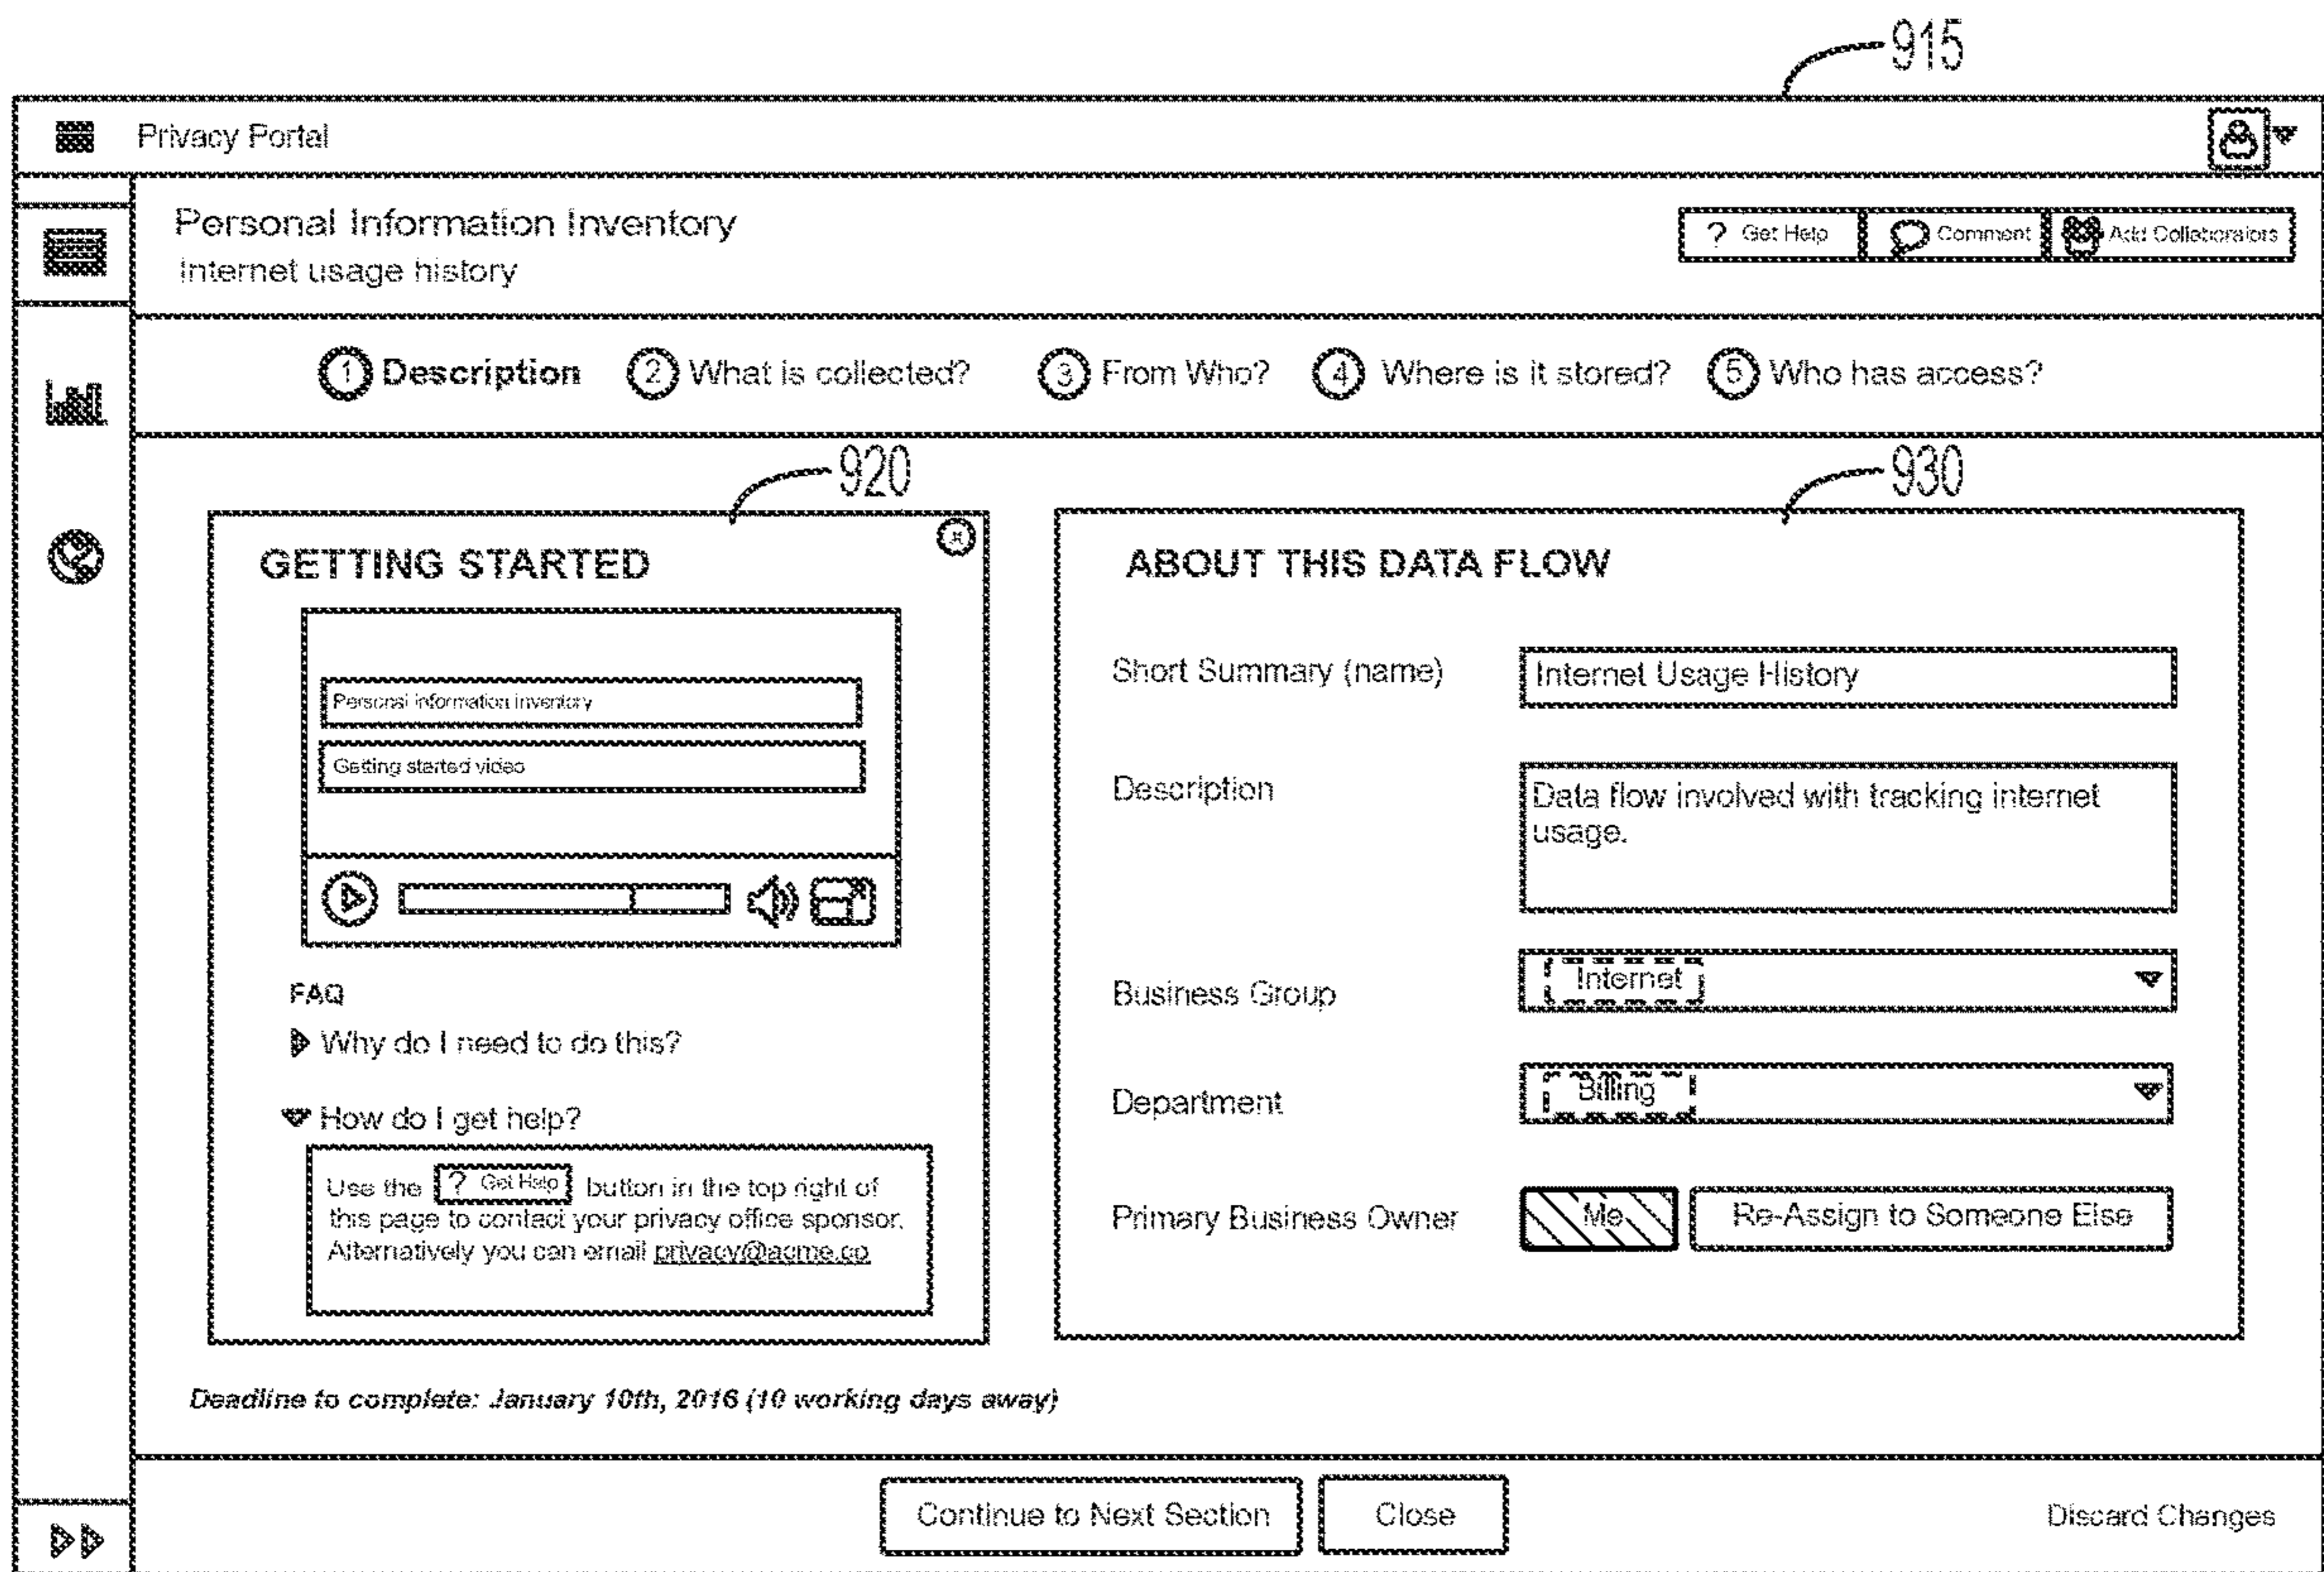 915
Privacy Portal
Personal Information Inventory
Internet usage history
? Get Help
Comment
Add Collaborators
1 Description
2 What is collected?
3 From Who?
4 Where is it stored?
5 Who has access?
920
GETTING STARTED
x
Personal information inventory
Getting started video
FAQ
Why do I need to do this?
How do I get help?
Use the ? Get Help button in the top right of
this page to contact your privacy office sponsor.
Alternatively you can email privacy@acme.co
930
ABOUT THIS DATA FLOW
Short Summary (name)
Internet Usage History
Description
Data flow involved with tracking internet
usage.
Business Group
Internet
Department
Billing
Primary Business Owner
Me
Re-Assign to Someone Else
Deadline to complete: January 10th, 2016 (10 working days away)
Continue to Next Section
Close
Discard Changes